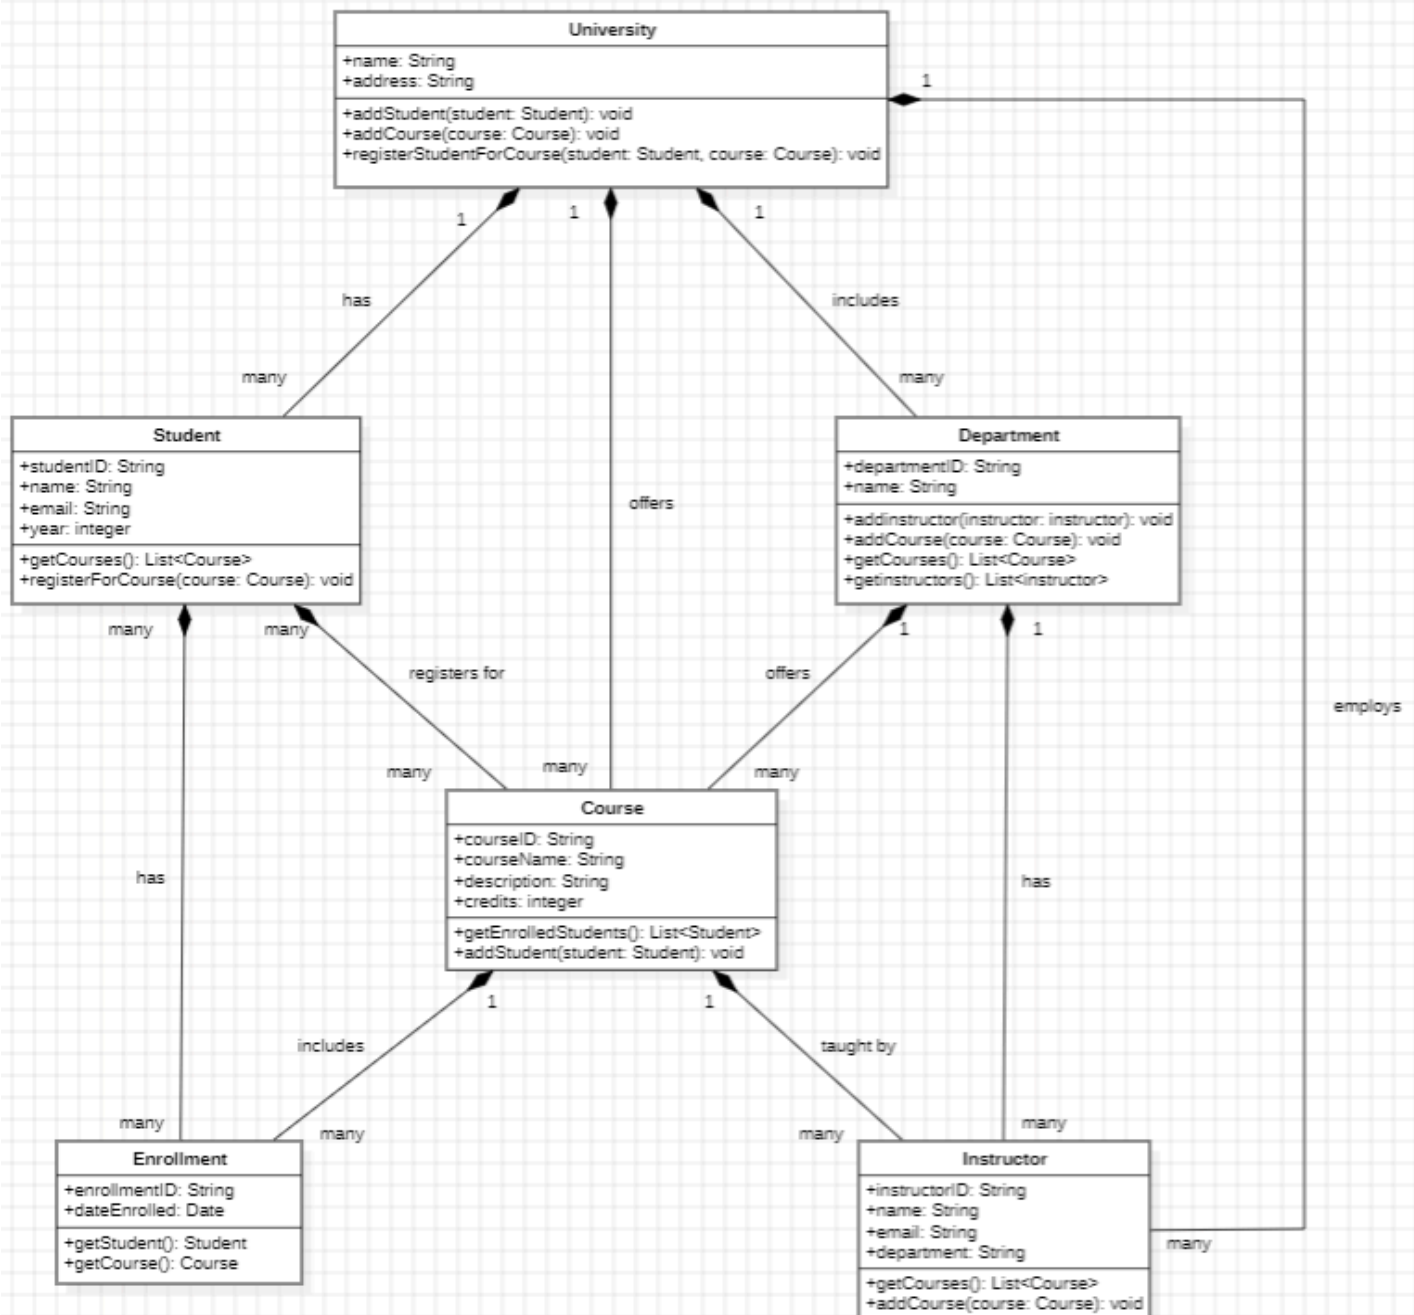 University
+name: String
+address: String
+addStudent(student: Student): void
+addCourse(course: Course): void
+registerStudentForCourse(student: Student, course: Course): void
1
1
1
1
has
includes
many
many
Student
+studentID: String
+name: String
+email: String
+year: integer
+getCourses(): List<Course>
+registerForCourse(course: Course): void
offers
Department
+departmentID: String
+name: String
+addinstructor(instructor: instructor): void
+addCourse(course: Course): void
+getCourses(): List<Course>
+getinstructors(): List<instructor>
many
many
1
1
registers for
offers
employs
many
many
many
Course
+courseID: String
+courseName: String
+description: String
+credits: integer
+getEnrolledStudents(): List<Student>
+addStudent(student: Student): void
has
has
1
1
includes
taught by
many
many
many
many
Enrollment
+enrollmentID: String
+dateEnrolled: Date
+getStudent(): Student
+getCourse(): Course
Instructor
+instructorID: String
+name: String
+email: String
+department: String
+getCourses(): List<Course>
+addCourse(course: Course): void
many